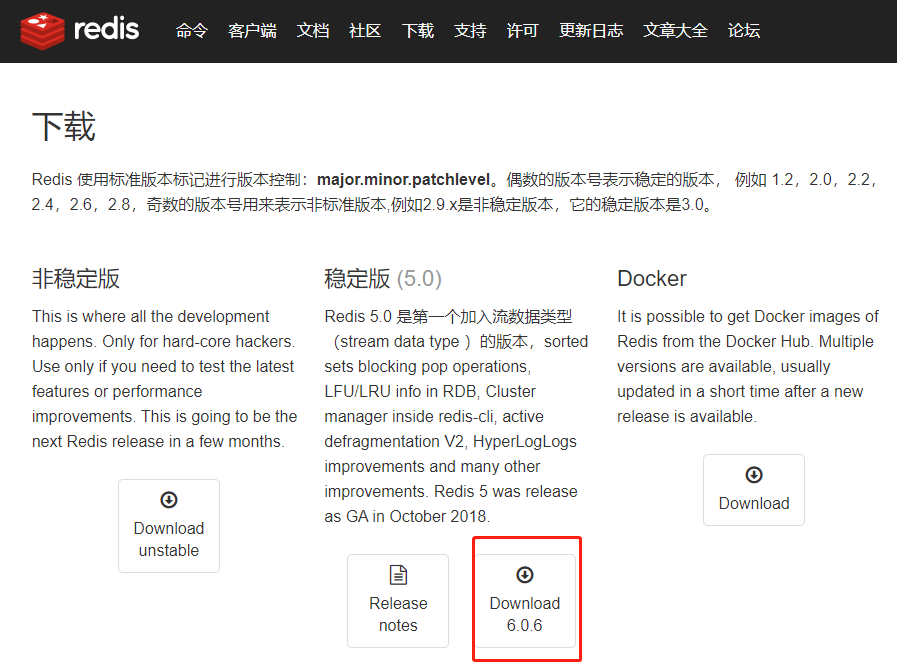 redis 命令 客户端 文档 社区 下载 支持 许可 更新日志 文章大全 论坛
下载
Redis 使用标准版本标记进行版本控制：major.minor.patchlevel。偶数的版本号表示稳定的版本， 例如 1.2，2.0，2.2，
2.4，2.6，2.8，奇数的版本号用来表示非标准版本,例如2.9.x是非稳定版本，它的稳定版本是3.0。
非稳定版
This is where all the development
happens. Only for hard-core hackers.
Use only if you need to test the latest
features or performance
improvements. This is going to be the
next Redis release in a few months.
Download
unstable
稳定版 (5.0)
Redis 5.0 是第一个加入流数据类型
（stream data type ）的版本，sorted
sets blocking pop operations,
LFU/LRU info in RDB, Cluster
manager inside redis-cli, active
defragmentation V2, HyperLogLogs
improvements and many other
improvements. Redis 5 was release
as GA in October 2018.
Release
notes
Download
6.0.6
Docker
It is possible to get Docker images of
Redis from the Docker Hub. Multiple
versions are available, usually
updated in a short time after a new
release is available.
Download